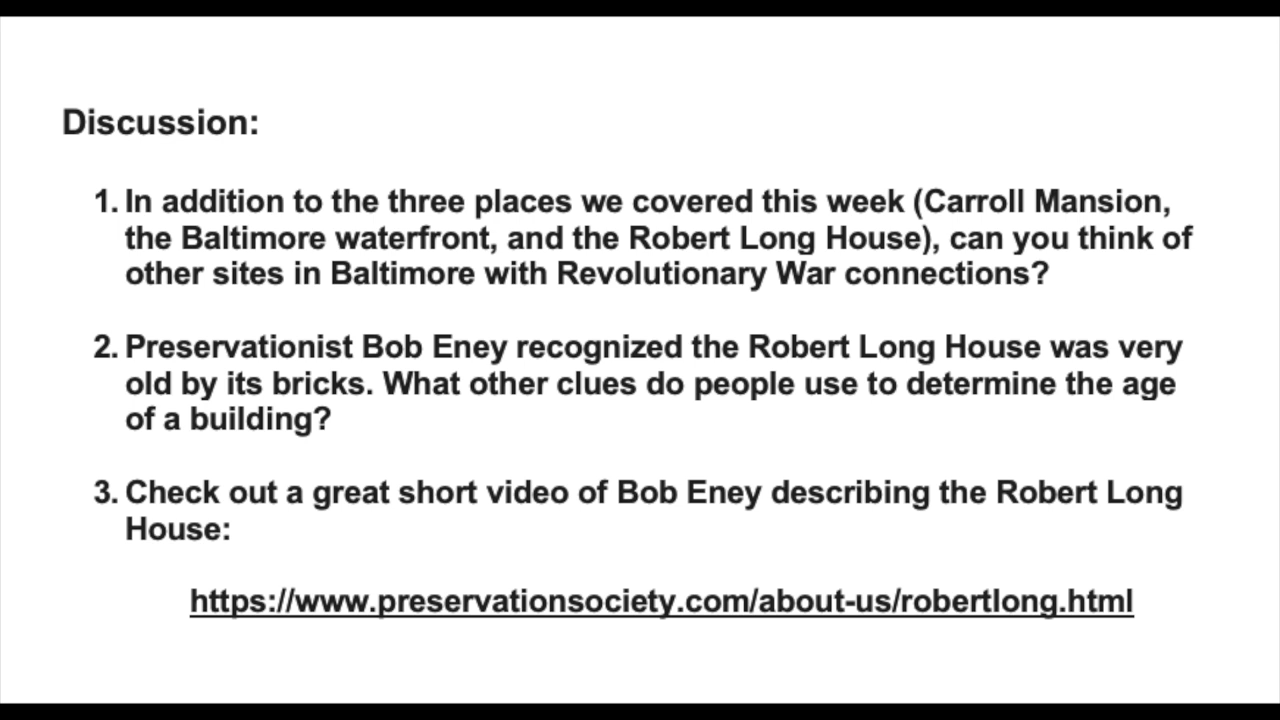 Discussion:
1. In addition to the three places we covered this week (Carroll Mansion,
the Baltimore waterfront, and the Robert Long House), can you think of
other sites in Baltimore with Revolutionary War connections?
2. Preservationist Bob Eney recognized the Robert Long House was very
old by its bricks. What other clues do people use to determine the age
of a building?
3. Check out a great short video of Bob Eney describing the Robert Long
House:
https://www.preservationsociety.com/about-us/robertlong.html